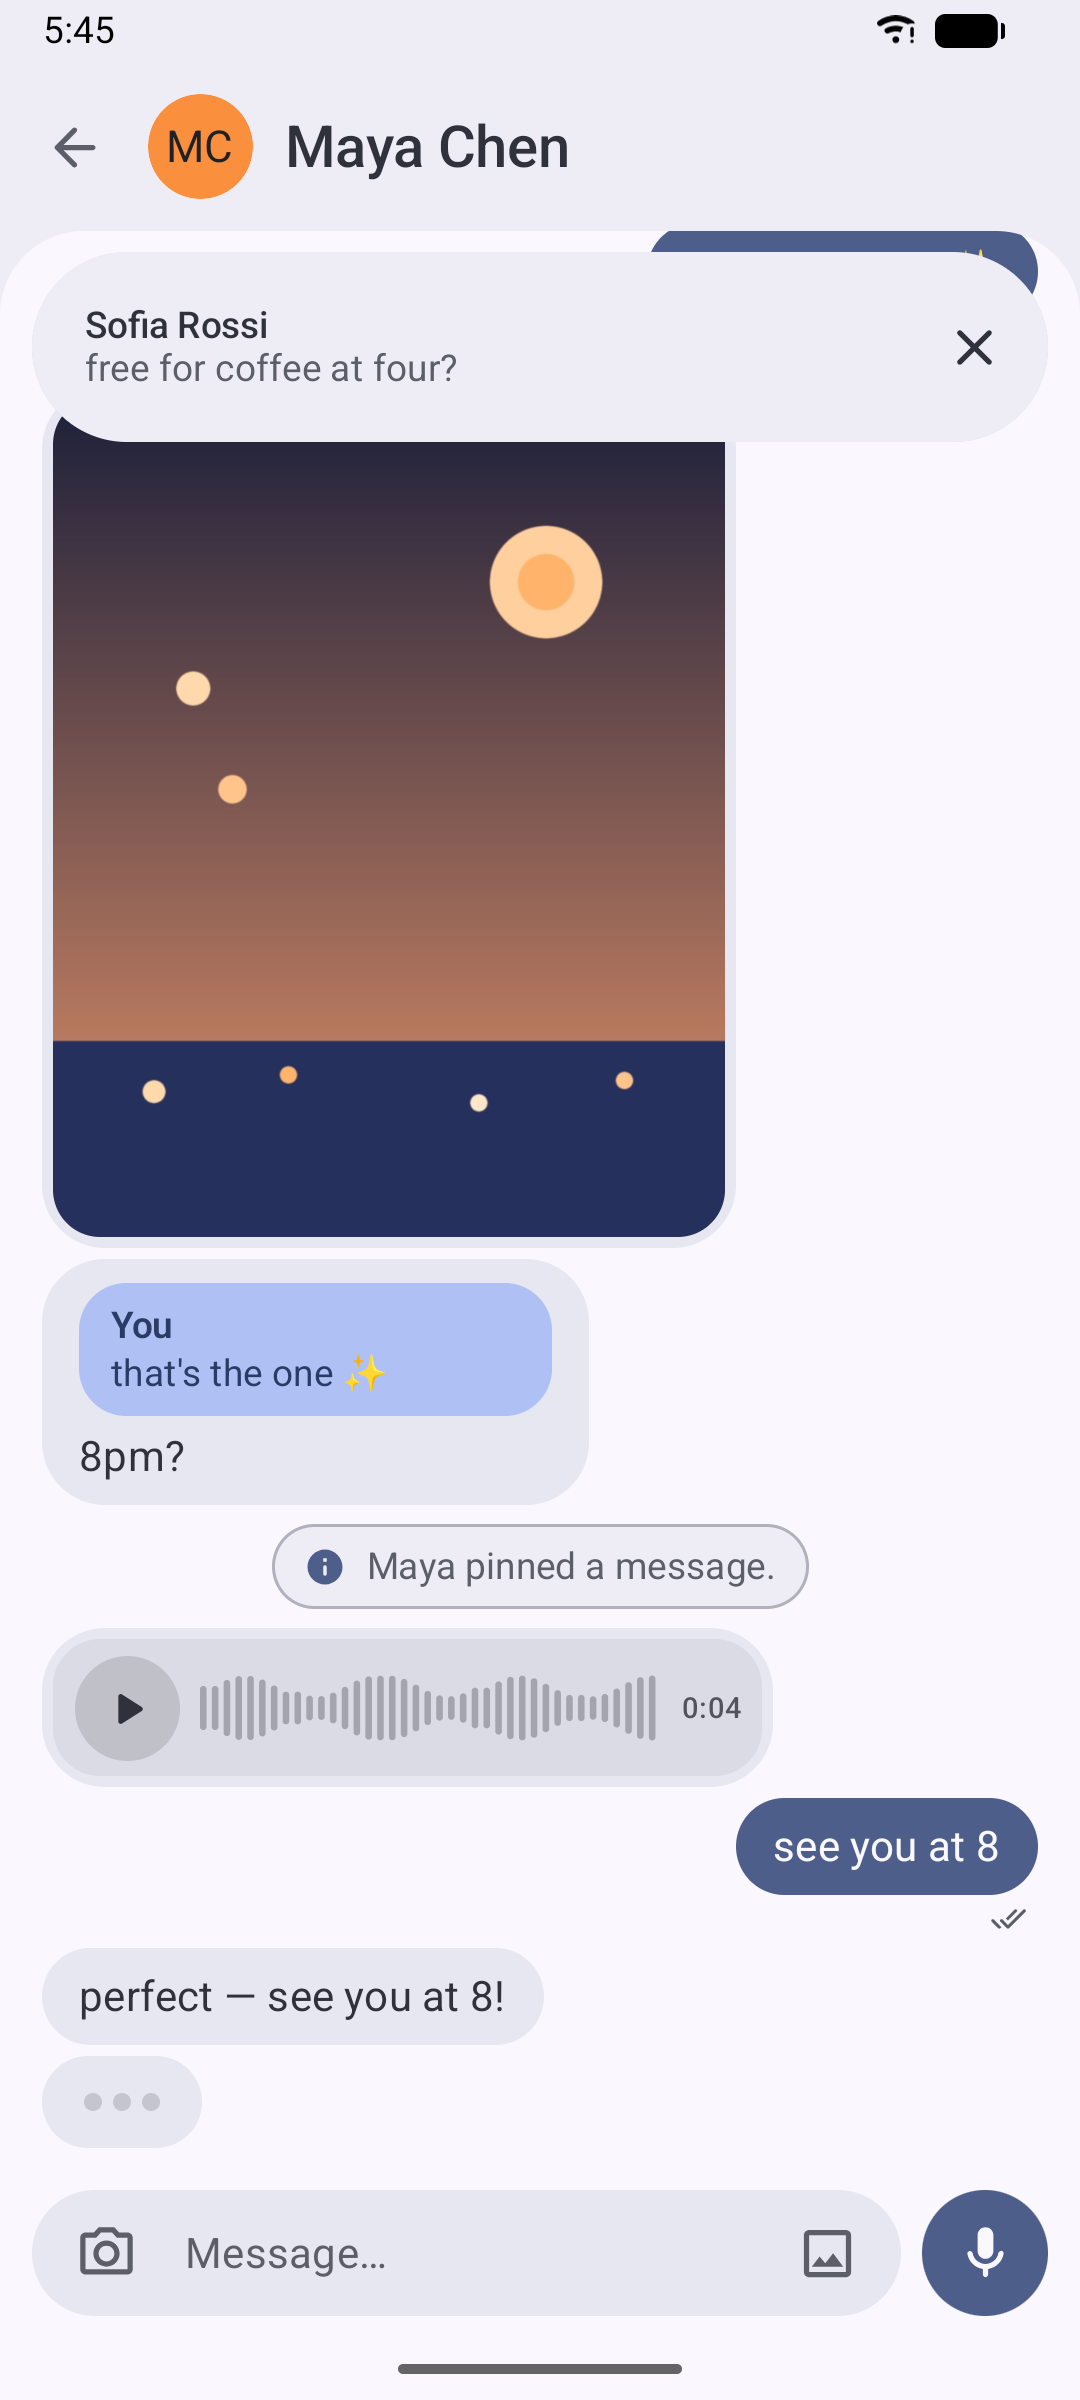 5:45
MC
Maya Chen
Sofia Rossi
free for coffee at four?
You
that's the one ✨
8pm?
Maya pinned a message.
0:04
see you at 8
perfect — see you at 8!
Message…